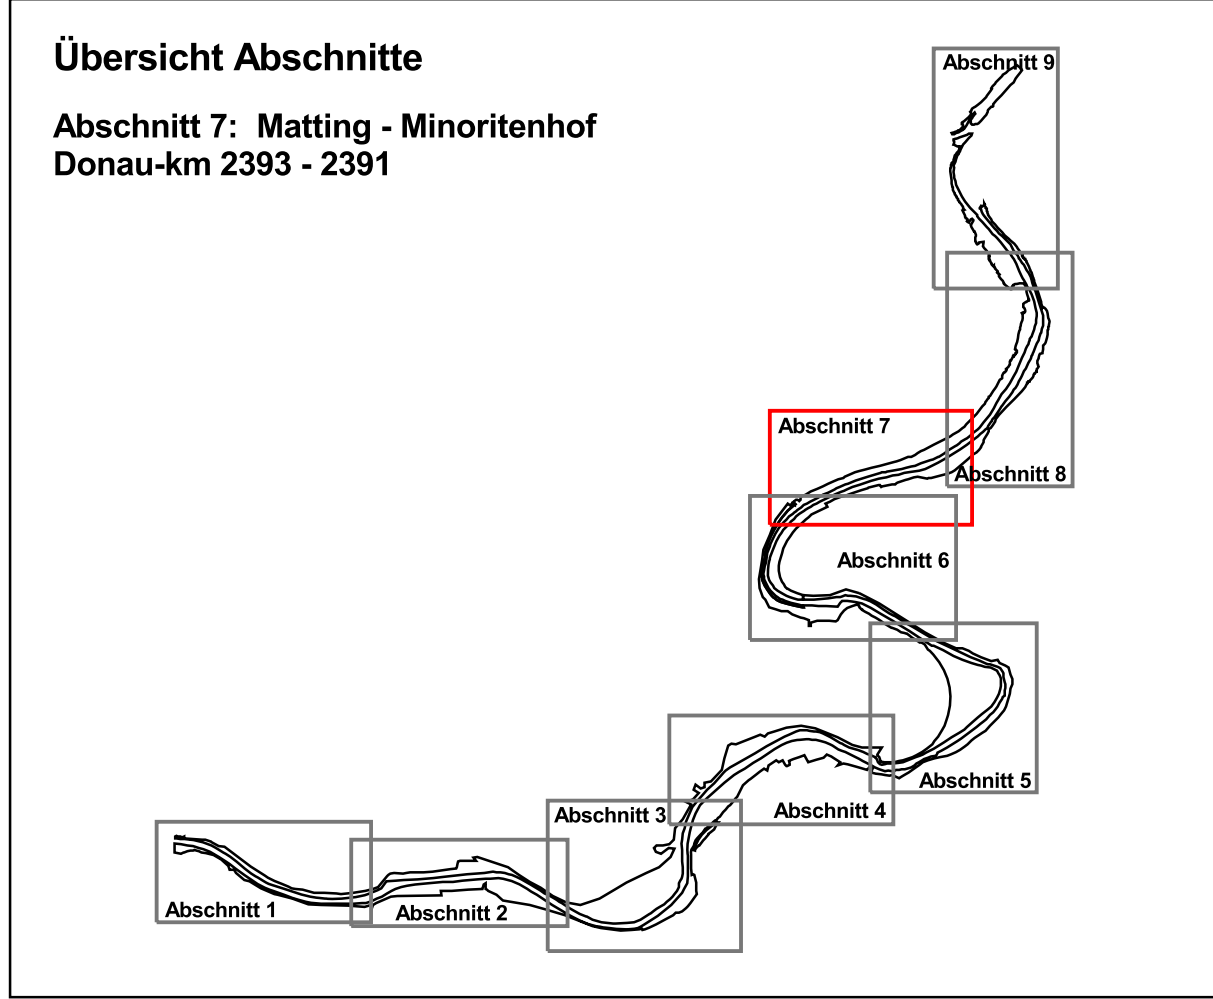 Übersicht Abschnitte
Abschnitt 7:  Matting - Minoritenhof
Donau-km 2393 - 2391
Abschnitt 9
Abschnitt 7
Abschnitt 8
Abschnitt 6
Abschnitt 5
Abschnitt 4
Abschnitt 3
Abschnitt 1
Abschnitt 2